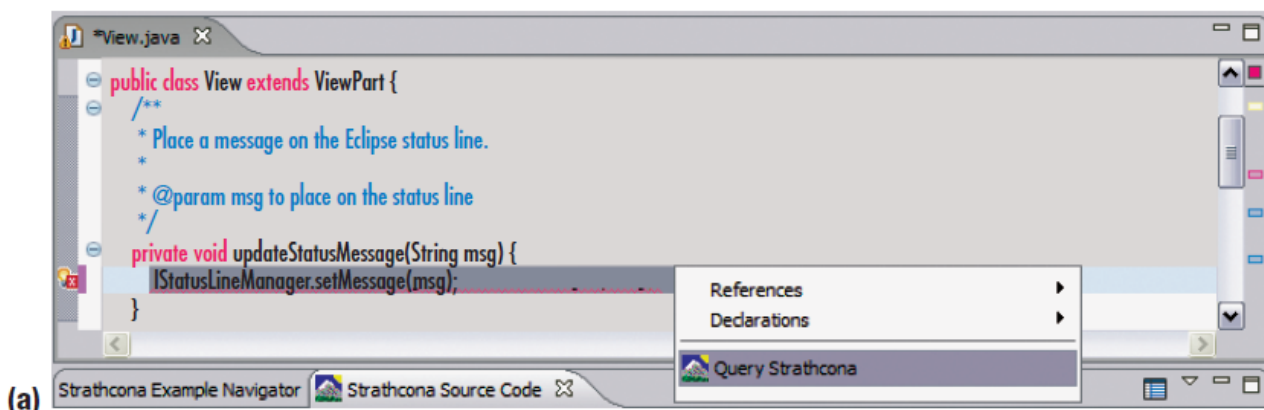 *View.java
public class View extends ViewPart {
/**
* Place a message on the Eclipse status line.
*
* @param msg to place on the status line
*/
private void updateStatusMessage(String msg) {
IStatusLineManager.setMessage(msg);
}
References
Declarations
Query Strathcona
(a) Strathcona Example Navigator Strathcona Source Code